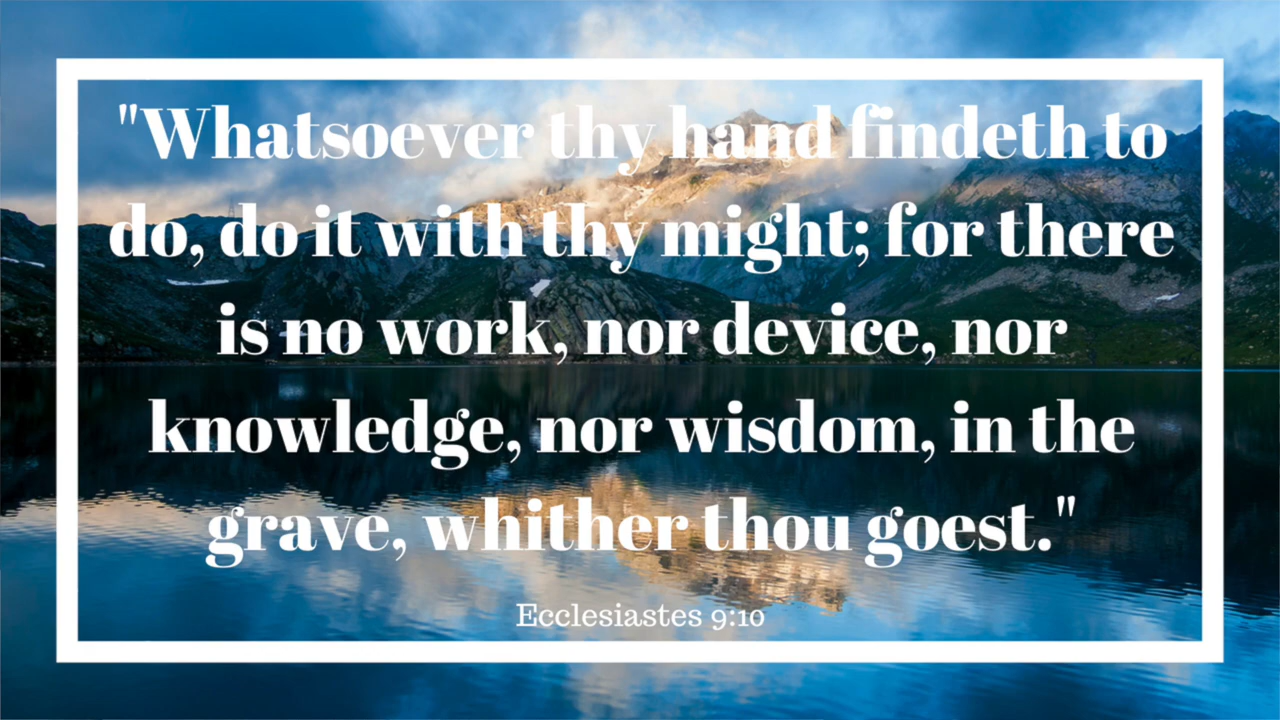 "Whatsoever thy hand findeth to
do, do it with thy might; for there
is no work, nor device, nor
knowledge, nor wisdom, in the
grave, whither thou goest."
Ecclesiastes 9:10